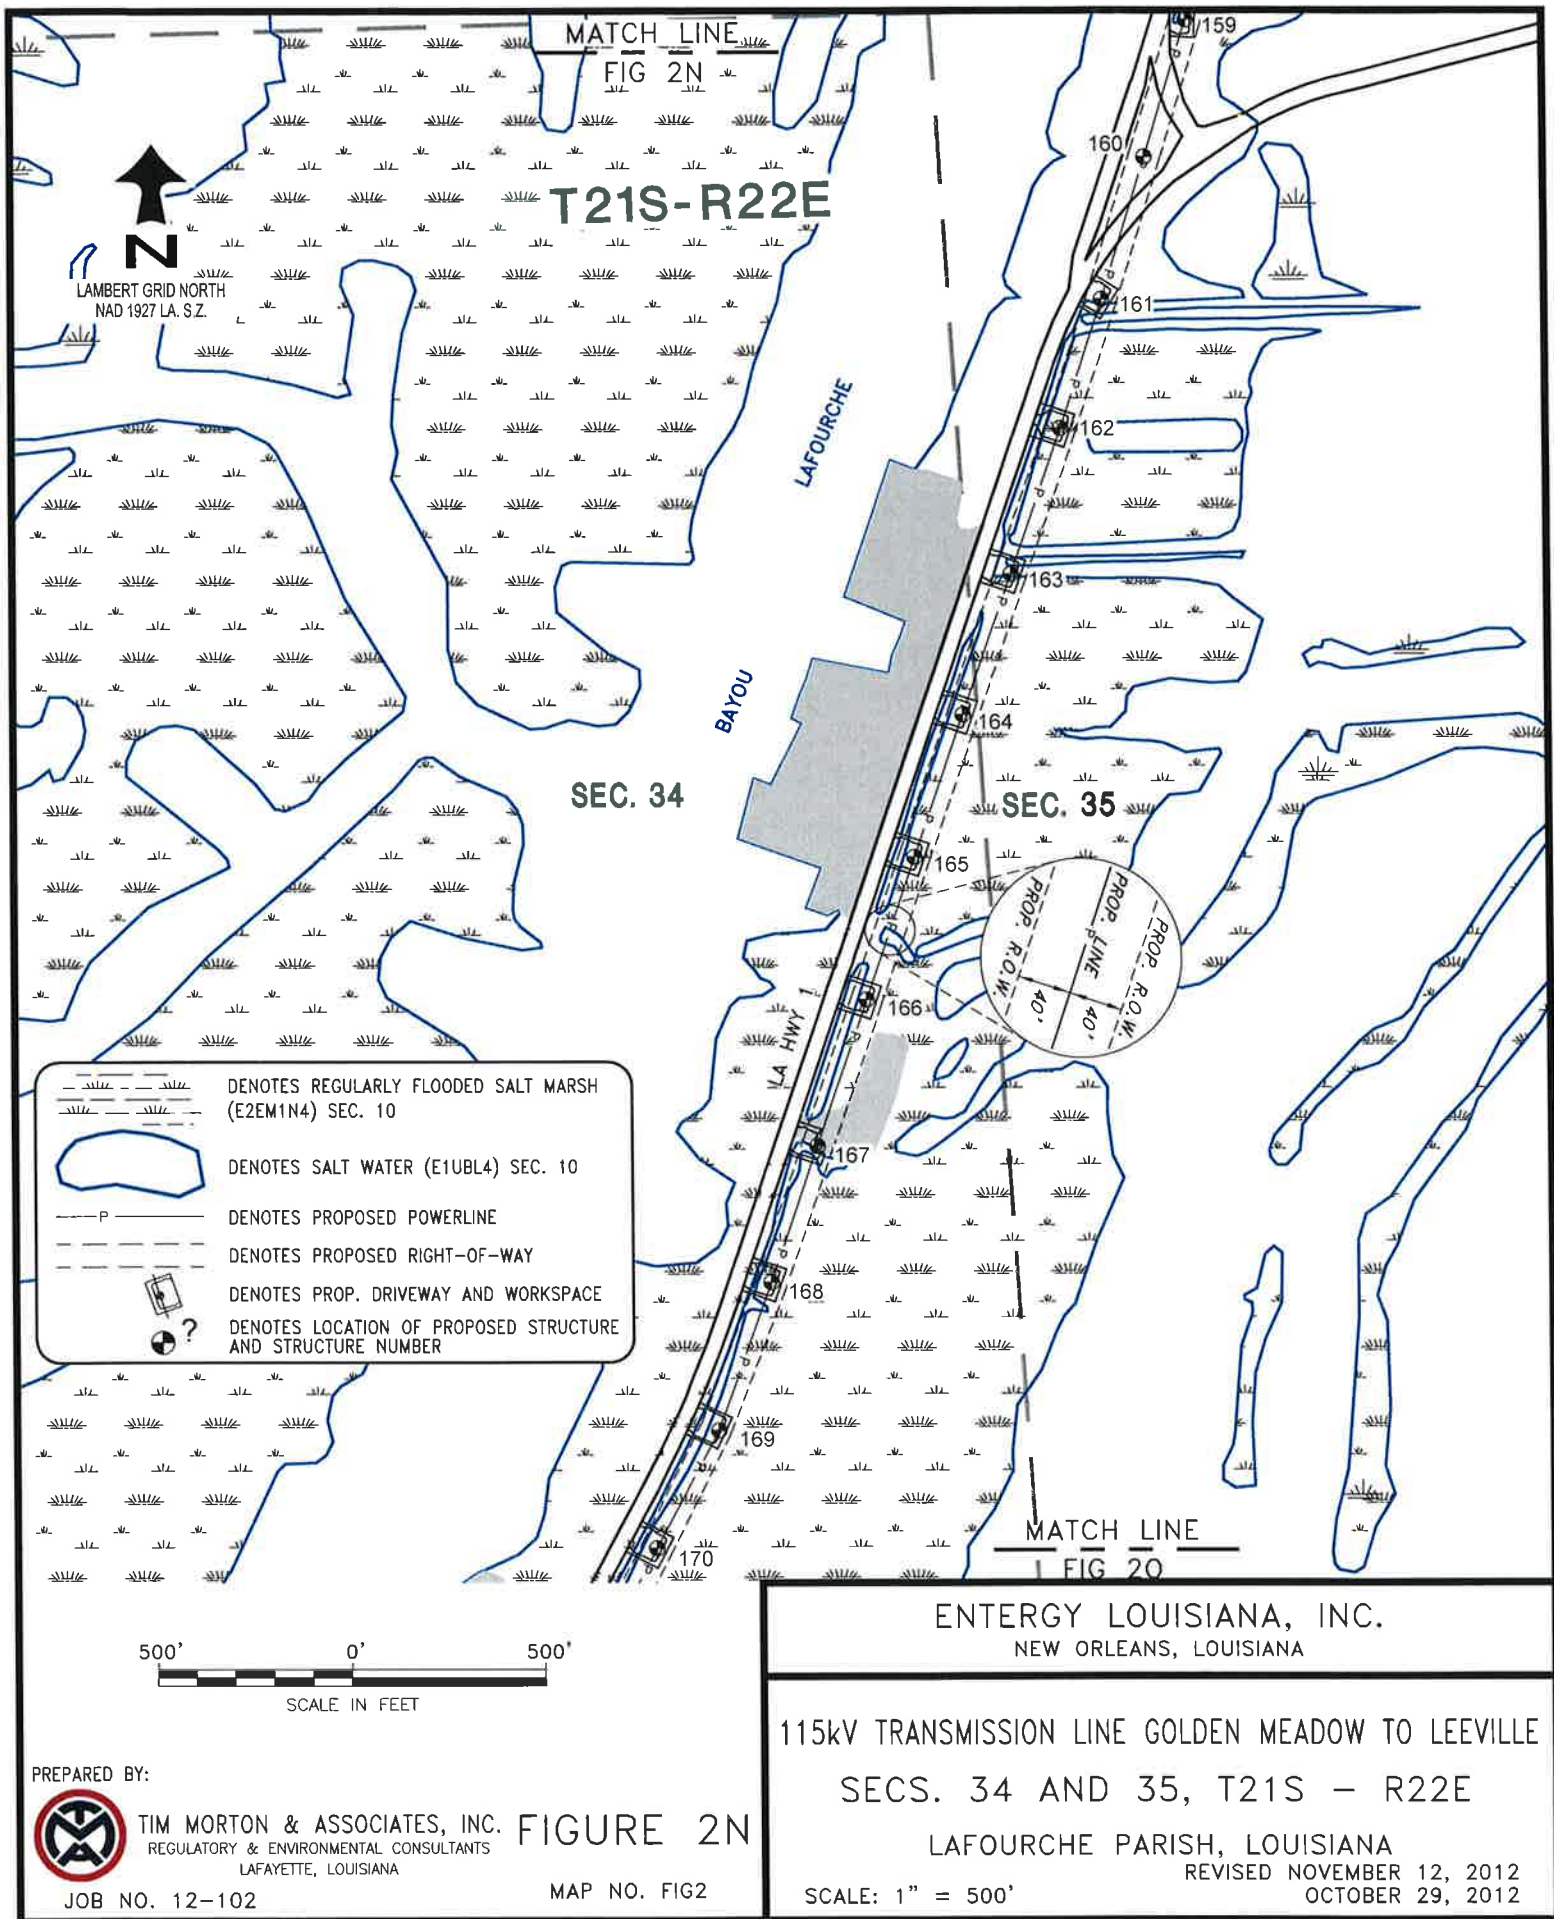 MATCH LINE
FIG 2N
159
160
T21S-R22E
N
LAMBERT GRID NORTH
NAD 1927 LA. S.Z.
P
161
LAFOURCHE
P
162
P
163
P
BAYOU
164
SEC. 34
SEC. 35
P
165
P
PROP. R.O.W.
PROP. LINE
P
PROP. R.O.W.
40'
40'
166
LA HWY 1
P
167
P
168
P
169
P
170
P
DENOTES REGULARLY FLOODED SALT MARSH
(E2EM1N4) SEC. 10
DENOTES SALT WATER (E1UBL4) SEC. 10
P
DENOTES PROPOSED POWERLINE
DENOTES PROPOSED RIGHT-OF-WAY
DENOTES PROP. DRIVEWAY AND WORKSPACE
?
DENOTES LOCATION OF PROPOSED STRUCTURE
AND STRUCTURE NUMBER
MATCH LINE
FIG 2O
500' 0' 500'
SCALE IN FEET
ENTERGY LOUISIANA, INC.
NEW ORLEANS, LOUISIANA
115kV TRANSMISSION LINE GOLDEN MEADOW TO LEEVILLE
SECS. 34 AND 35, T21S - R22E
LAFOURCHE PARISH, LOUISIANA
REVISED NOVEMBER 12, 2012
SCALE: 1" = 500' OCTOBER 29, 2012
PREPARED BY:
TMA
TIM MORTON & ASSOCIATES, INC.
REGULATORY & ENVIRONMENTAL CONSULTANTS
LAFAYETTE, LOUISIANA
JOB NO. 12-102
FIGURE 2N
MAP NO. FIG2